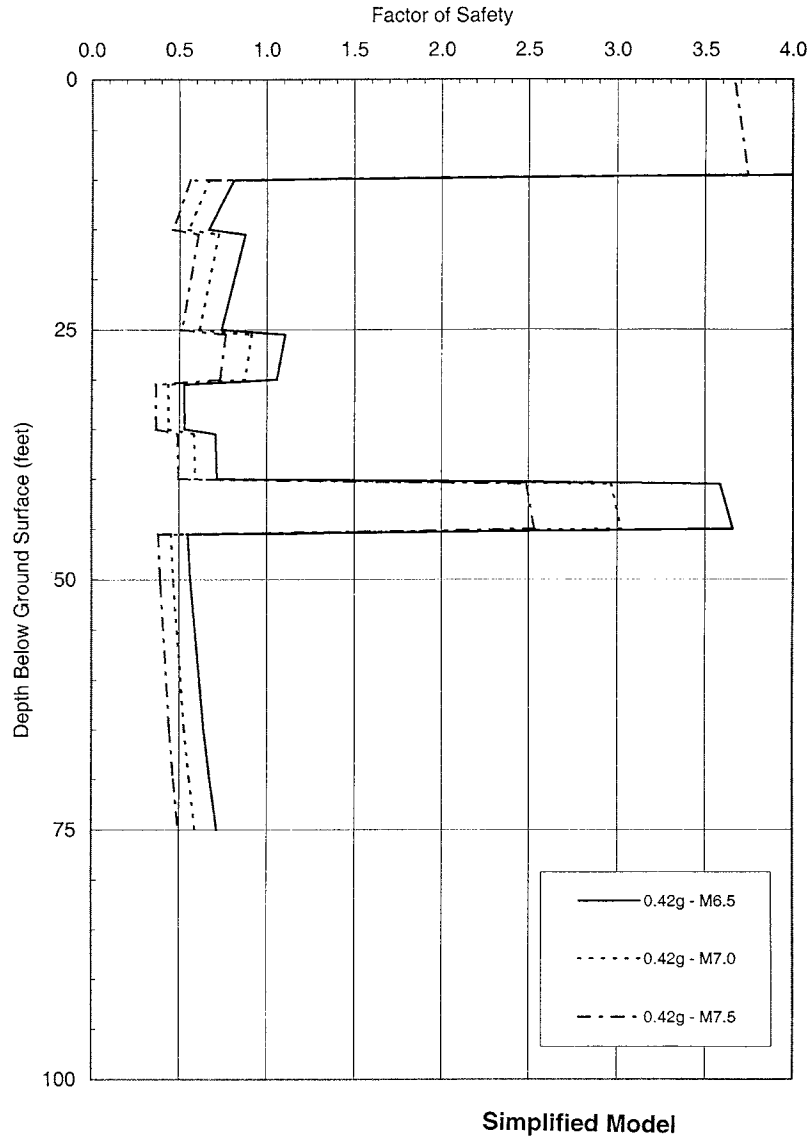 Factor of Safety
0.0 0.5 1.0 1.5 2.0 2.5 3.0 3.5 4.0
0
25
50
75
100
Depth Below Ground Surface (feet)
0.42g - M6.5
0.42g - M7.0
0.42g - M7.5
Simplified Model